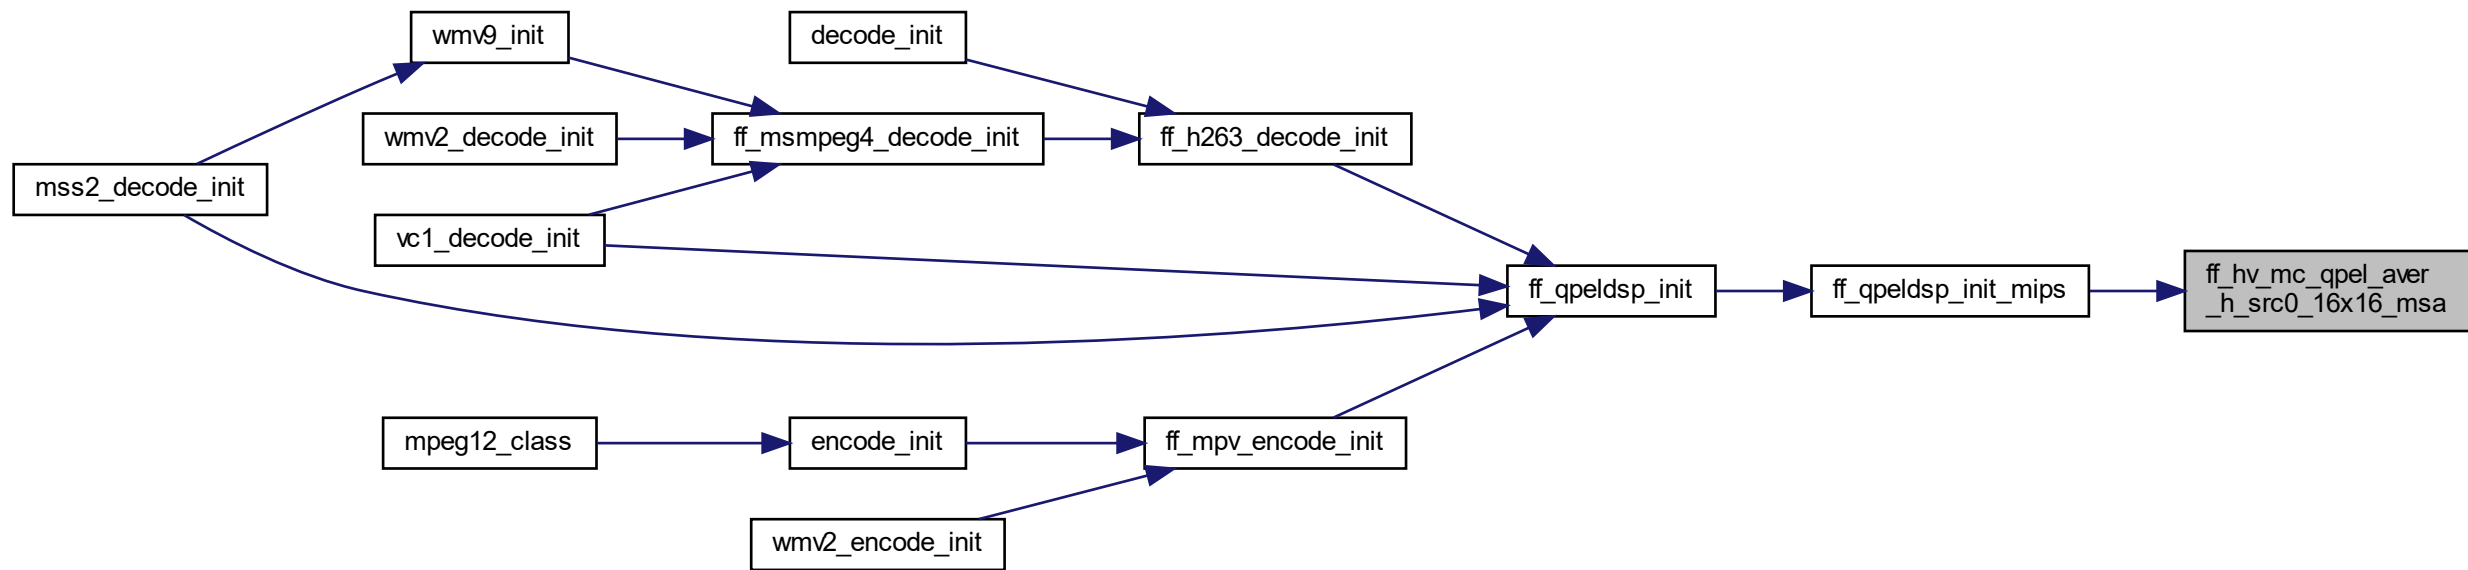 wmv9_init
decode_init
wmv2_decode_init
ff_msmpeg4_decode_init
ff_h263_decode_init
mss2_decode_init
vc1_decode_init
ff_qpeldsp_init
ff_qpeldsp_init_mips
ff_hv_mc_qpel_aver
_h_src0_16x16_msa
mpeg12_class
encode_init
ff_mpv_encode_init
wmv2_encode_init